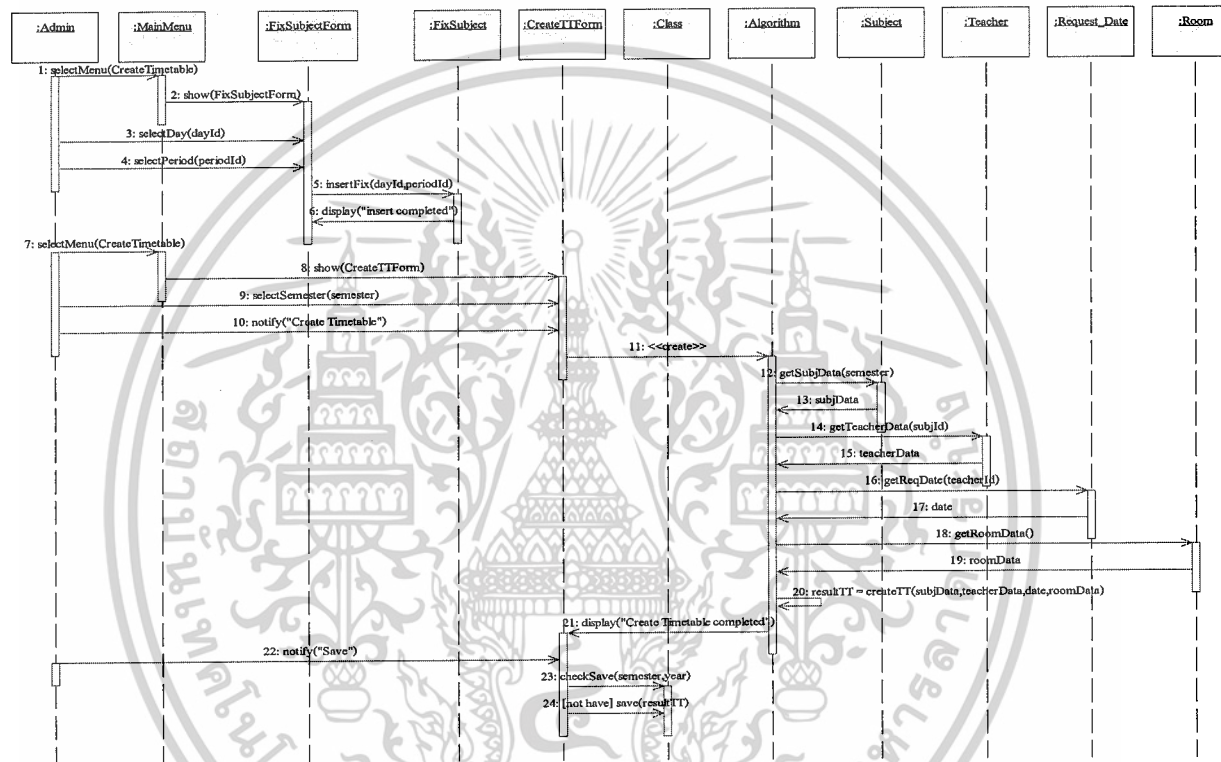 :Admin
:MainMenu
:FixSubjectForm
:FixSubject
:CreateTTForm
:Class
:Algorithm
:Subject
:Teacher
:Request_Date
:Room
1: selectMenu(CreateTimetable)
2: show(FixSubjectForm)
3: selectDay(dayId)
4: selectPeriod(periodId)
5: insertFix(dayId,periodId)
6: display("insert completed")
7: selectMenu(CreateTimetable)
8: show(CreateTTForm)
9: selectSemester(semester)
10: notify("Create Timetable")
11: <<create>>
12: getSubjData(semester)
13: subjData
14: getTeacherData(subjId)
15: teacherData
16: getReqDate(teacherId)
17: date
18: getRoomData()
19: roomData
20: resultTT = createTT(subjData,teacherData,date,roomData)
21: display("Create Timetable completed")
22: notify("Save")
23: checkSave(semester,year)
24: [not have] save(resultTT)